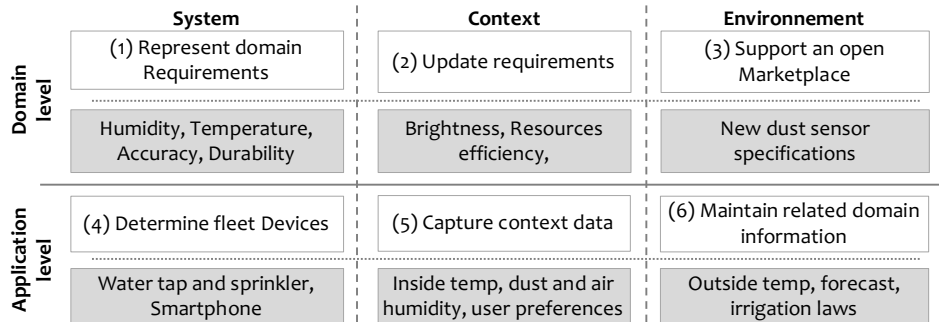 System
Context
Environnement
Domain
level
(1) Represent domain
Requirements
(2) Update requirements
(3) Support an open
Marketplace
Humidity, Temperature,
Accuracy, Durability
Brightness, Resources
efficiency,
New dust sensor
specifications
Application
level
(4) Determine fleet Devices
(5) Capture context data
(6) Maintain related domain
information
Water tap and sprinkler,
Smartphone
Inside temp, dust and air
humidity, user preferences
Outside temp, forecast,
irrigation laws